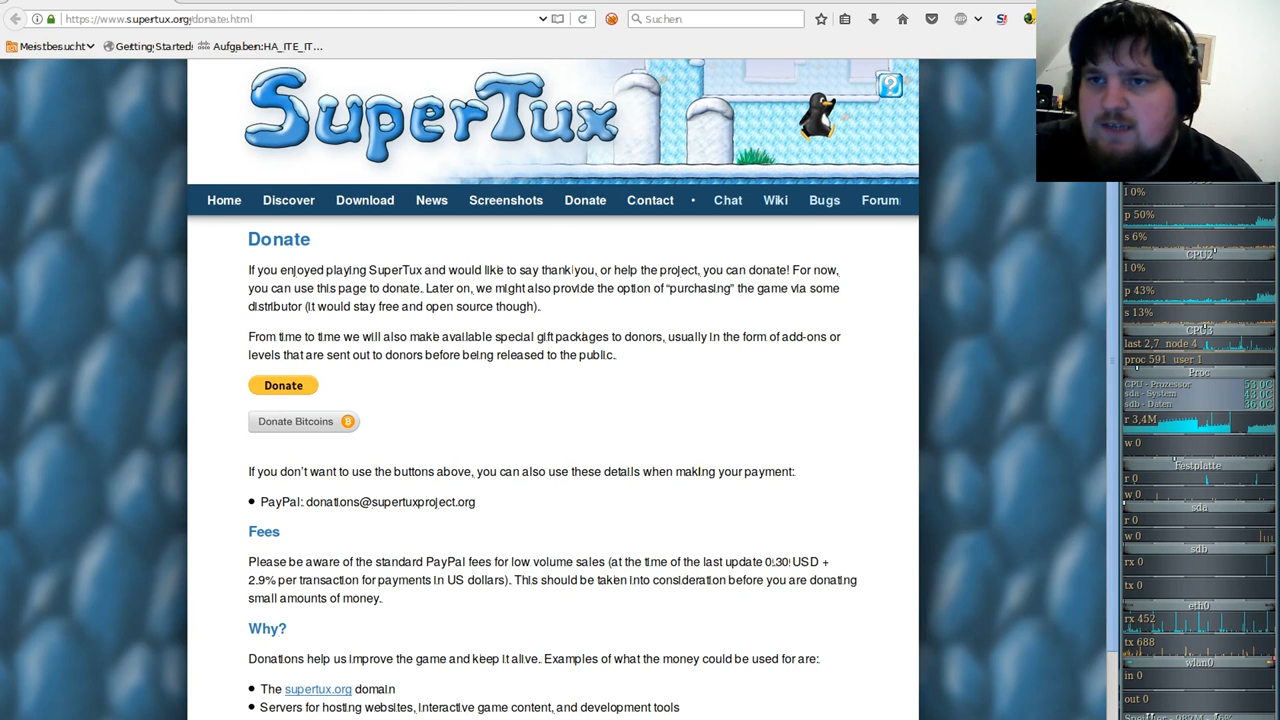 https://www.supertux.org/donate.html
Suchen
Meistbesucht
Getting Started
Aufgaben:HA_ITE_IT…
SuperTux
Home Discover Download News Screenshots Donate Contact • Chat Wiki Bugs Forum
Donate
If you enjoyed playing SuperTux and would like to say thank you, or help the project, you can donate! For now,
you can use this page to donate. Later on, we might also provide the option of “purchasing” the game via some
distributor (it would stay free and open source though).
From time to time we will also make available special gift packages to donors, usually in the form of add-ons or
levels that are sent out to donors before being released to the public.
Donate
Donate Bitcoins
If you don’t want to use the buttons above, you can also use these details when making your payment:
• PayPal: donations@supertuxproject.org
Fees
Please be aware of the standard PayPal fees for low volume sales (at the time of the last update 0.30 USD +
2.9% per transaction for payments in US dollars). This should be taken into consideration before you are donating
small amounts of money.
Why?
Donations help us improve the game and keep it alive. Examples of what the money could be used for are:
• The supertux.org domain
• Servers for hosting websites, interactive game content, and development tools
l 0%
p 50%
s 6%
CPU2
l 0%
p 43%
s 13%
CPU3
last 2,7 node 4
proc 591 user 1
Proc
CPU - Prozessor 53.0C
sda - System 43.0C
sdb - Daten 36.0C
r 3,4M
w 0
Festplatte
r 0
w 0
sda
r 0
w 0
sdb
rx 0
tx 0
eth0
rx 452
tx 688
wlan0
in 0
out 0